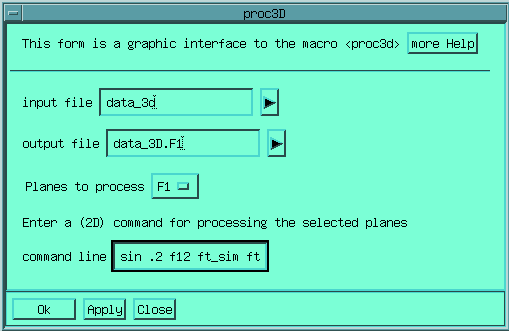 proc3D
This form is a graphic interface to the macro <proc3d> more Help
input file data_3d
output file data_3D.F1
Planes to process F1
Enter a (2D) command for processing the selected planes
command line sin .2 f12 ft_sim ft
Ok Apply Close